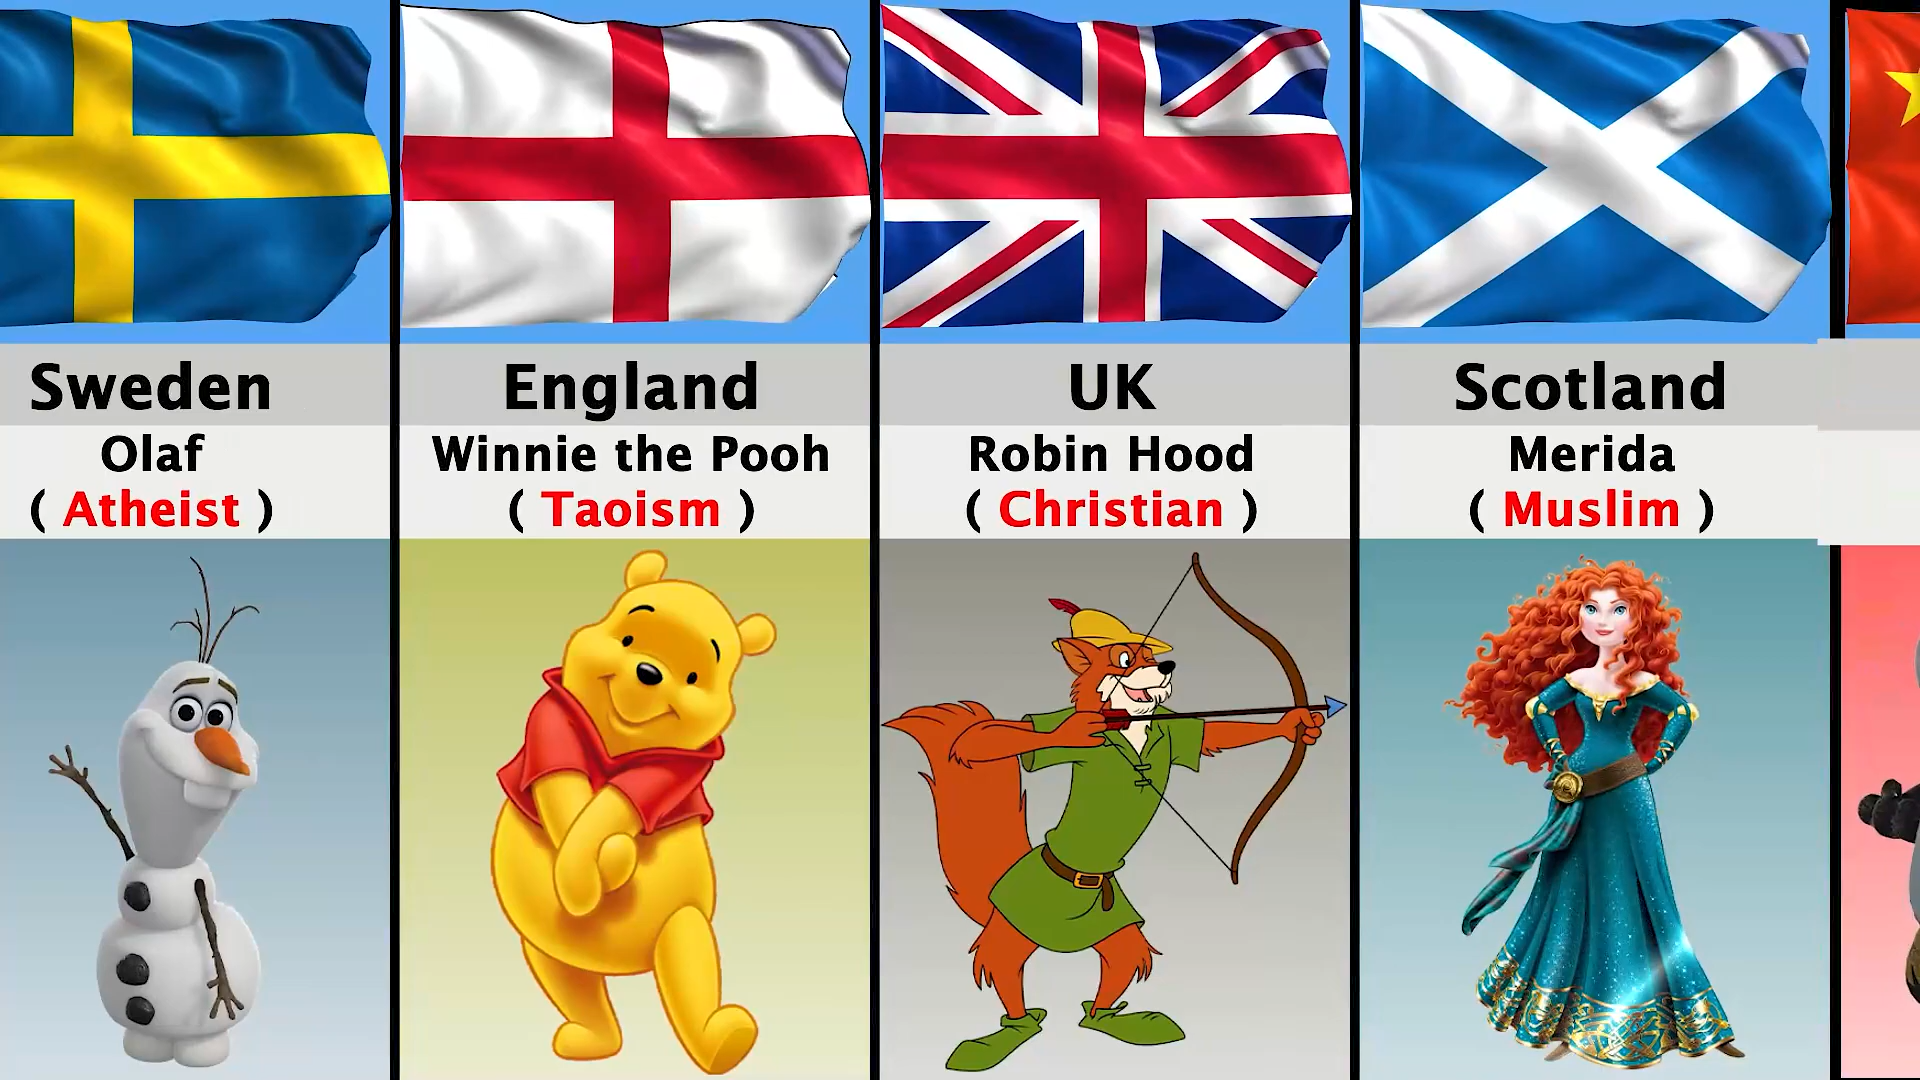 Sweden
Olaf
( Atheist )
England
Winnie the Pooh
( Taoism )
UK
Robin Hood
( Christian )
Scotland
Merida
( Muslim )